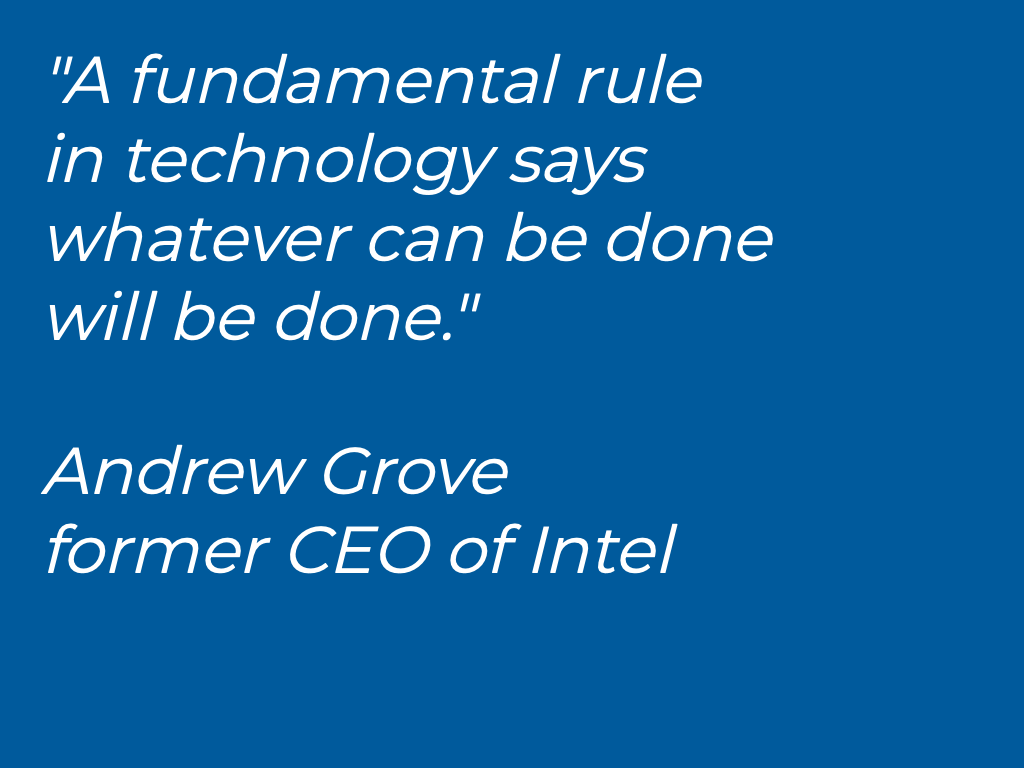 "A fundamental rule
in technology says
whatever can be done
will be done."
Andrew Grove
former CEO of Intel